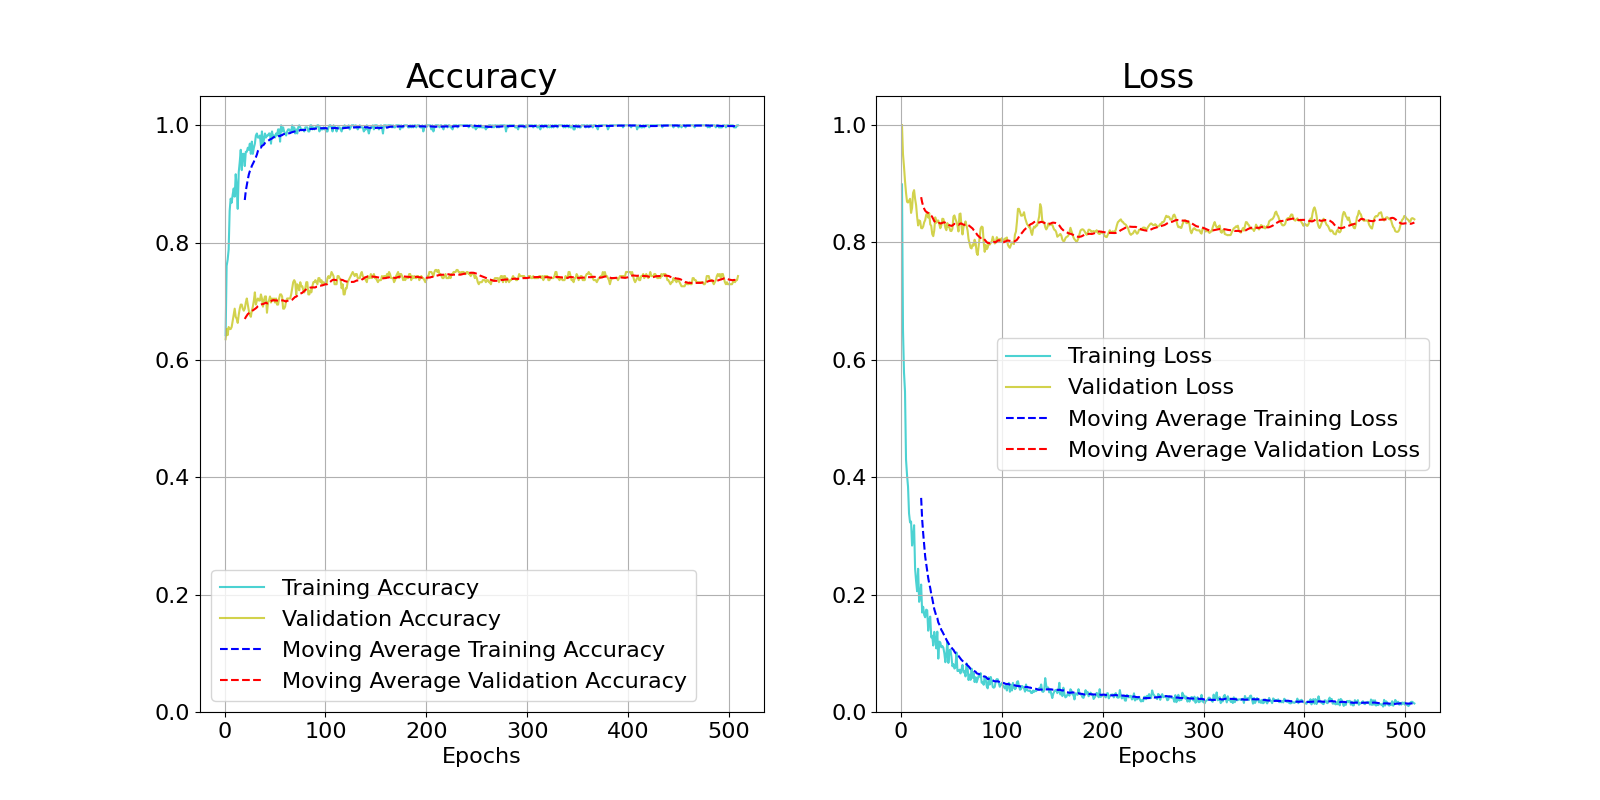 Accuracy
1.0
0.8
0.6
0.4
0.2
0.0
Training Accuracy
Validation Accuracy
Moving Average Training Accuracy
Moving Average Validation Accuracy
0 100 200 300 400 500
Epochs
Loss
1.0
0.8
0.6
0.4
0.2
0.0
Training Loss
Validation Loss
Moving Average Training Loss
Moving Average Validation Loss
0 100 200 300 400 500
Epochs